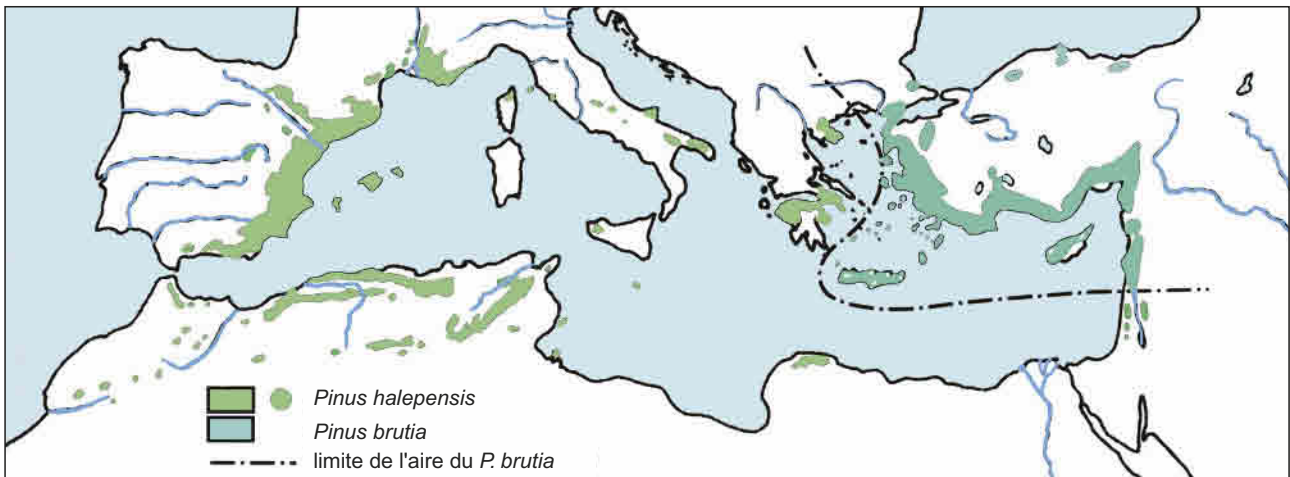 Pinus halepensis
Pinus brutia
limite de l'aire du P. brutia